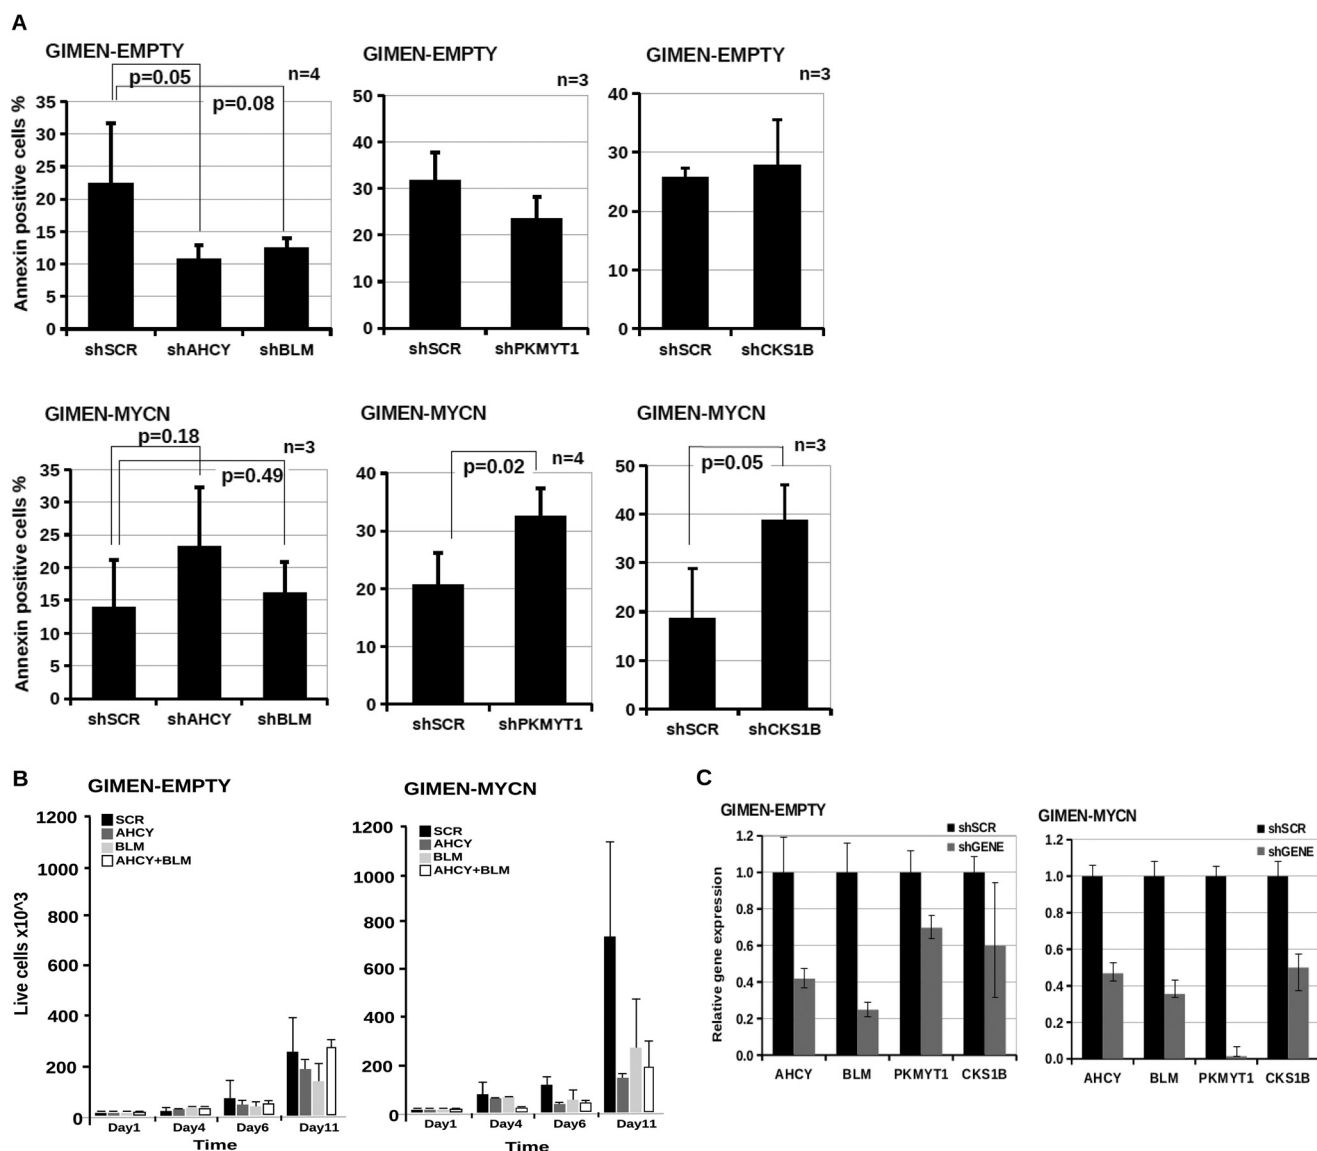 A
GIMEN-EMPTY
p=0.05
n=4
p=0.08
Annexin positive cells %
35
30
25
20
15
10
5
0
shSCR shAHCY shBLM
GIMEN-EMPTY
n=3
50
40
30
20
10
0
shSCR shPKMYT1
GIMEN-EMPTY
n=3
40
30
20
10
0
shSCR shCKS1B
GIMEN-MYCN
p=0.18
n=3
p=0.49
Annexin positive cells %
35
30
25
20
15
10
5
0
shSCR shAHCY shBLM
GIMEN-MYCN
p=0.02
n=4
40
30
20
10
0
shSCR shPKMYT1
GIMEN-MYCN
n=3
p=0.05
50
40
30
20
10
0
shSCR shCKS1B
B
GIMEN-EMPTY
SCR
AHCY
BLM
AHCY+BLM
Live cells x10^3
1200
1000
800
600
400
200
0
Day1 Day4 Day6 Day11
Time
GIMEN-MYCN
SCR
AHCY
BLM
AHCY+BLM
1200
1000
800
600
400
200
0
Day1 Day4 Day6 Day11
Time
C
GIMEN-EMPTY
shSCR
shGENE
Relative gene expression
1.2
1.0
0.8
0.6
0.4
0.2
0.0
AHCY BLM PKMYT1 CKS1B
GIMEN-MYCN
shSCR
shGENE
1.2
1.0
0.8
0.6
0.4
0.2
0.0
AHCY BLM PKMYT1 CKS1B